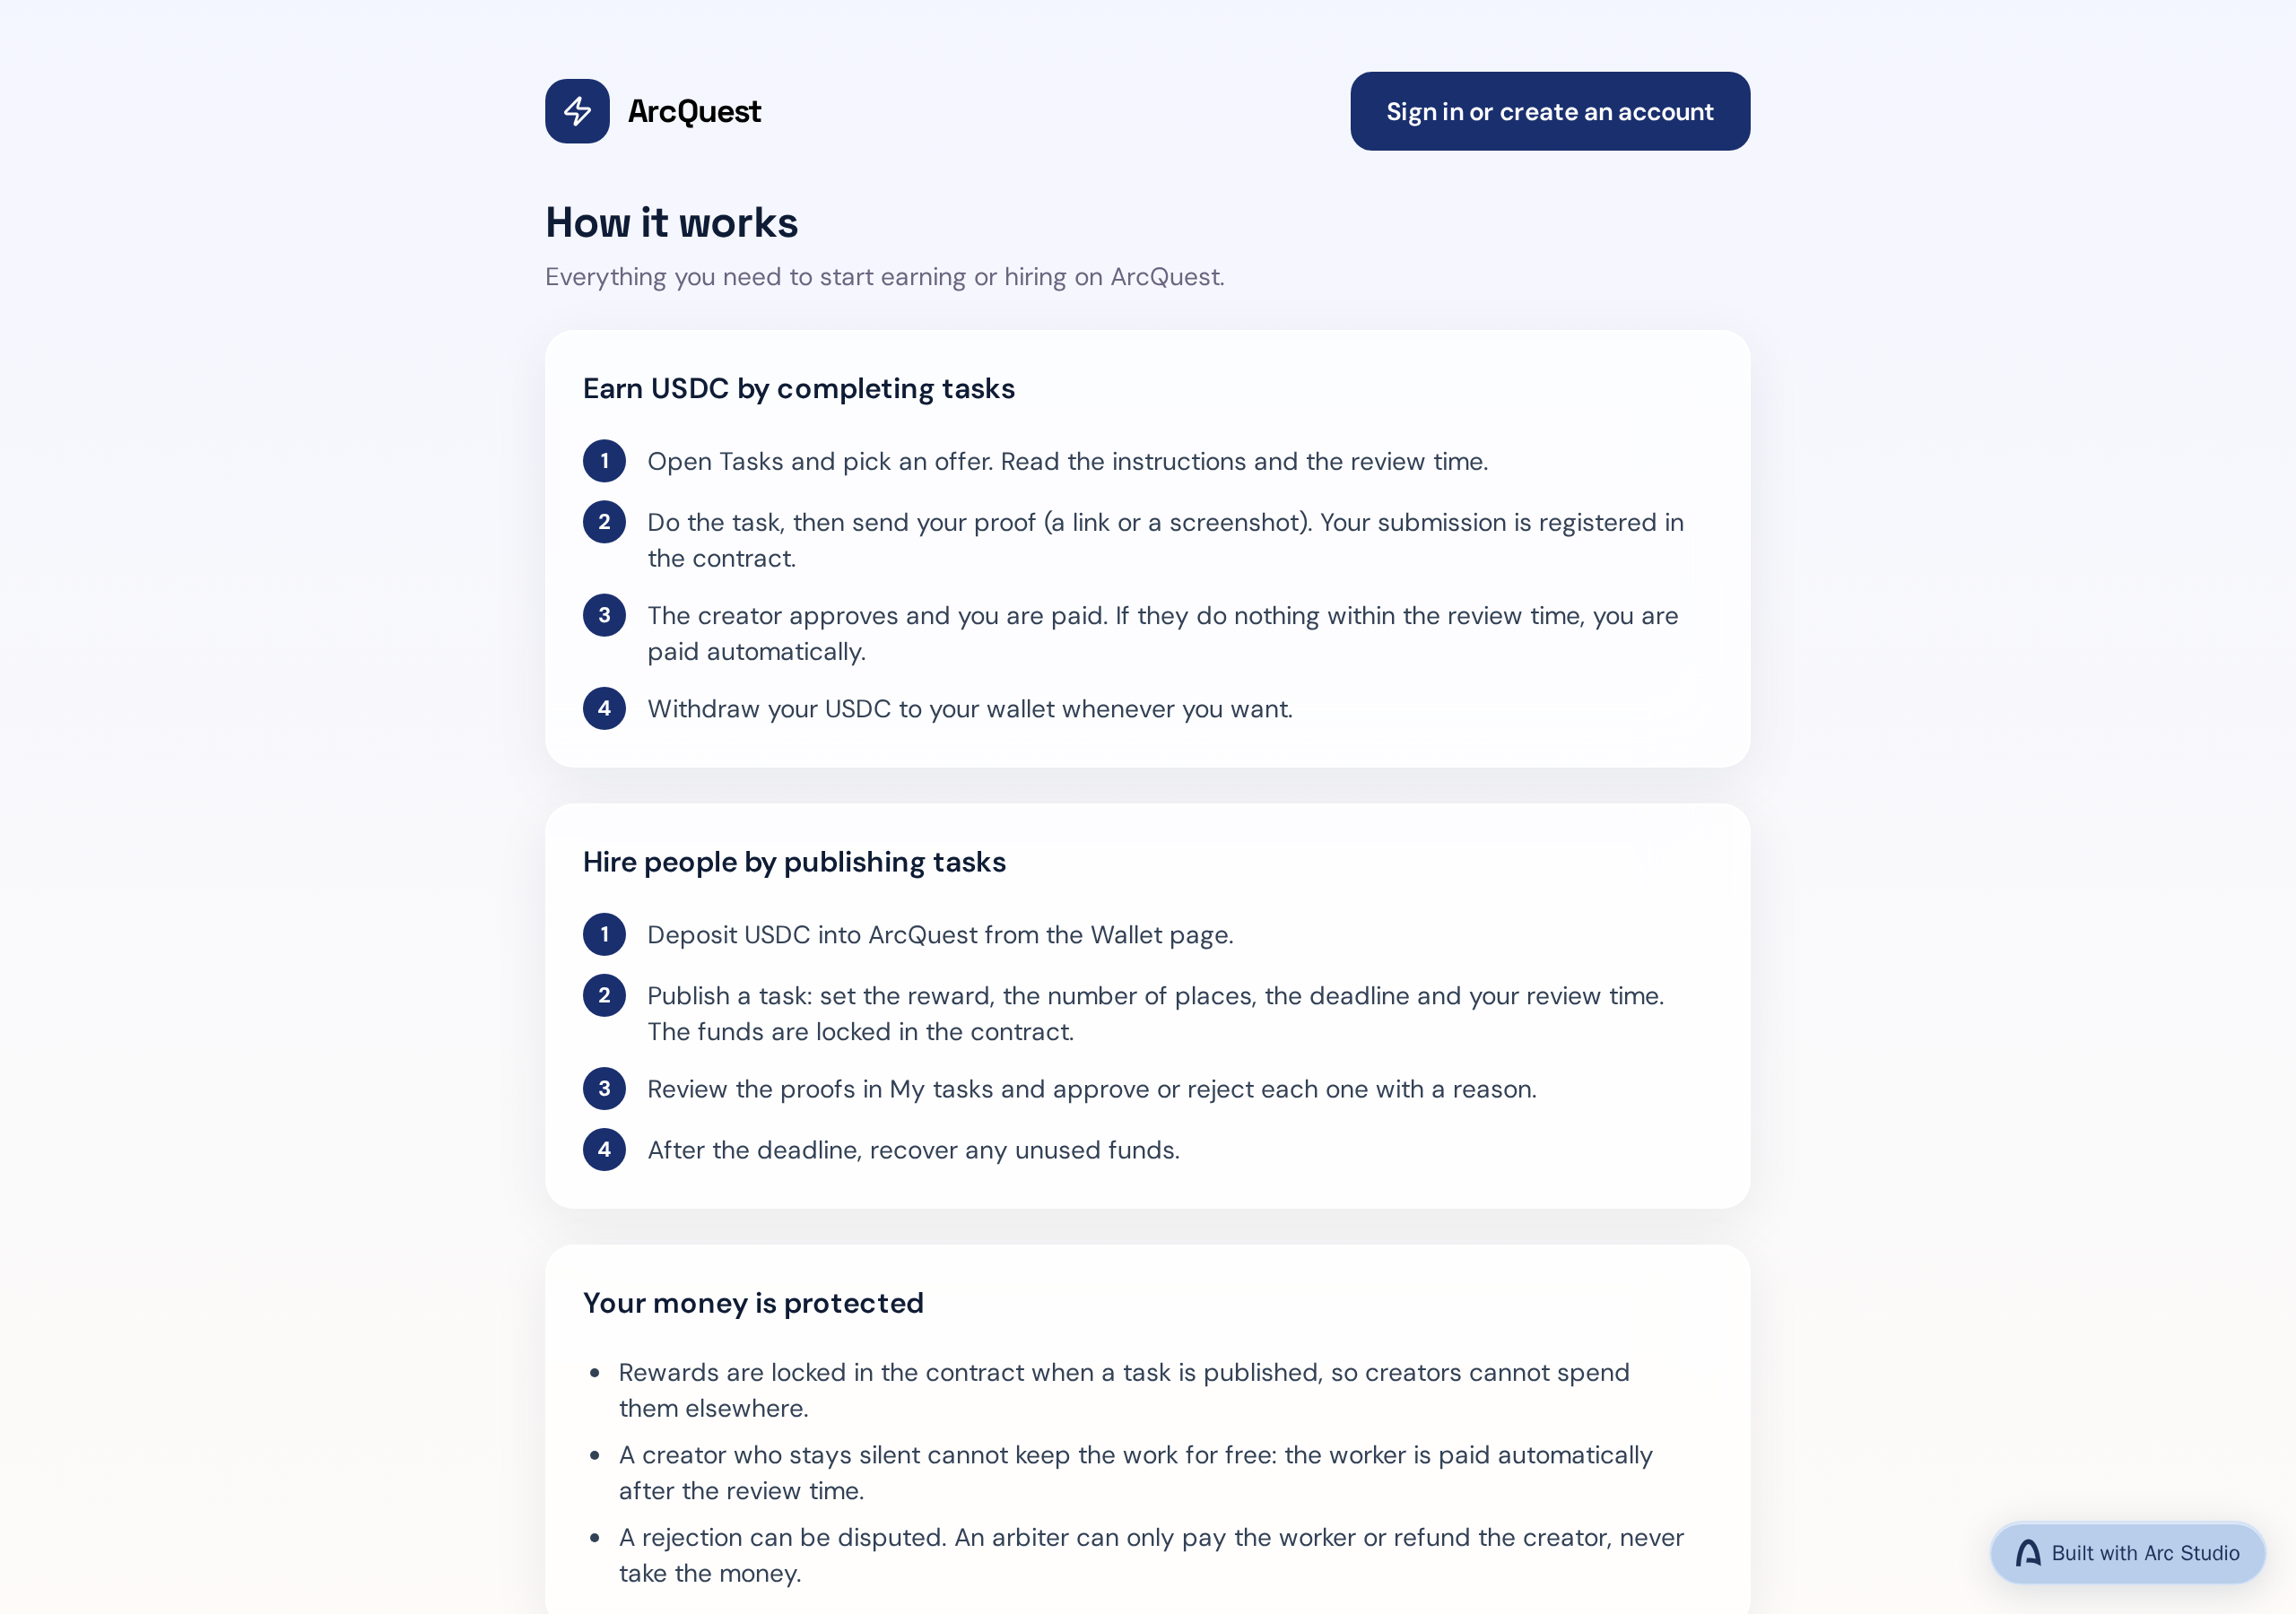 ArcQuest
Sign in or create an account
How it works
Everything you need to start earning or hiring on ArcQuest.
Earn USDC by completing tasks
1 Open Tasks and pick an offer. Read the instructions and the review time.
2 Do the task, then send your proof (a link or a screenshot). Your submission is registered in
the contract.
3 The creator approves and you are paid. If they do nothing within the review time, you are
paid automatically.
4 Withdraw your USDC to your wallet whenever you want.
Hire people by publishing tasks
1 Deposit USDC into ArcQuest from the Wallet page.
2 Publish a task: set the reward, the number of places, the deadline and your review time.
The funds are locked in the contract.
3 Review the proofs in My tasks and approve or reject each one with a reason.
4 After the deadline, recover any unused funds.
Your money is protected
• Rewards are locked in the contract when a task is published, so creators cannot spend
them elsewhere.
• A creator who stays silent cannot keep the work for free: the worker is paid automatically
after the review time.
• A rejection can be disputed. An arbiter can only pay the worker or refund the creator, never
take the money.
Built with Arc Studio